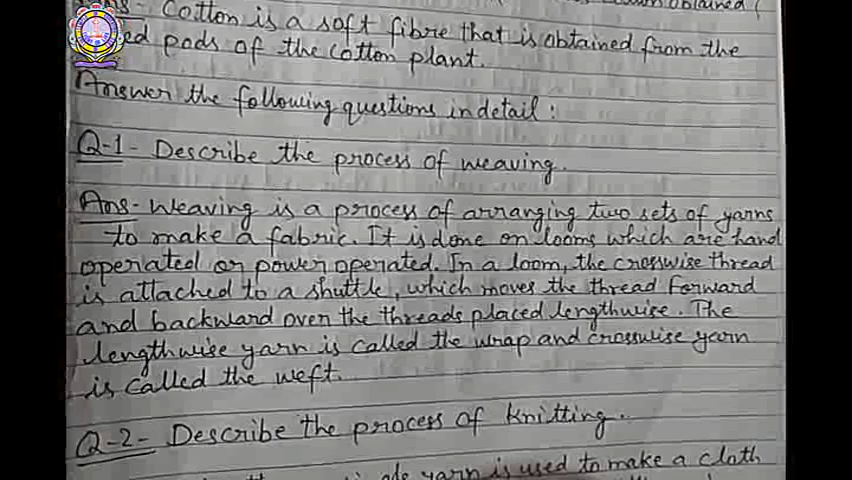 Cotton is a soft fibre that is obtained from the
pods of the cotton plant.
Answer the following questions in detail :
Q-1 - Describe the process of weaving.
Ans - Weaving is a process of arranging two sets of yarns
to make a fabric. It is done on looms which are hand
operated or power operated. In a loom, the crosswise thread
is attached to a shuttle, which moves the thread forward
and backward over the threads placed lengthwise. The
lengthwise yarn is called the wrap and crosswise yarn
is called the weft.
Q-2 - Describe the process of knitting.
yarn is used to make a cloth